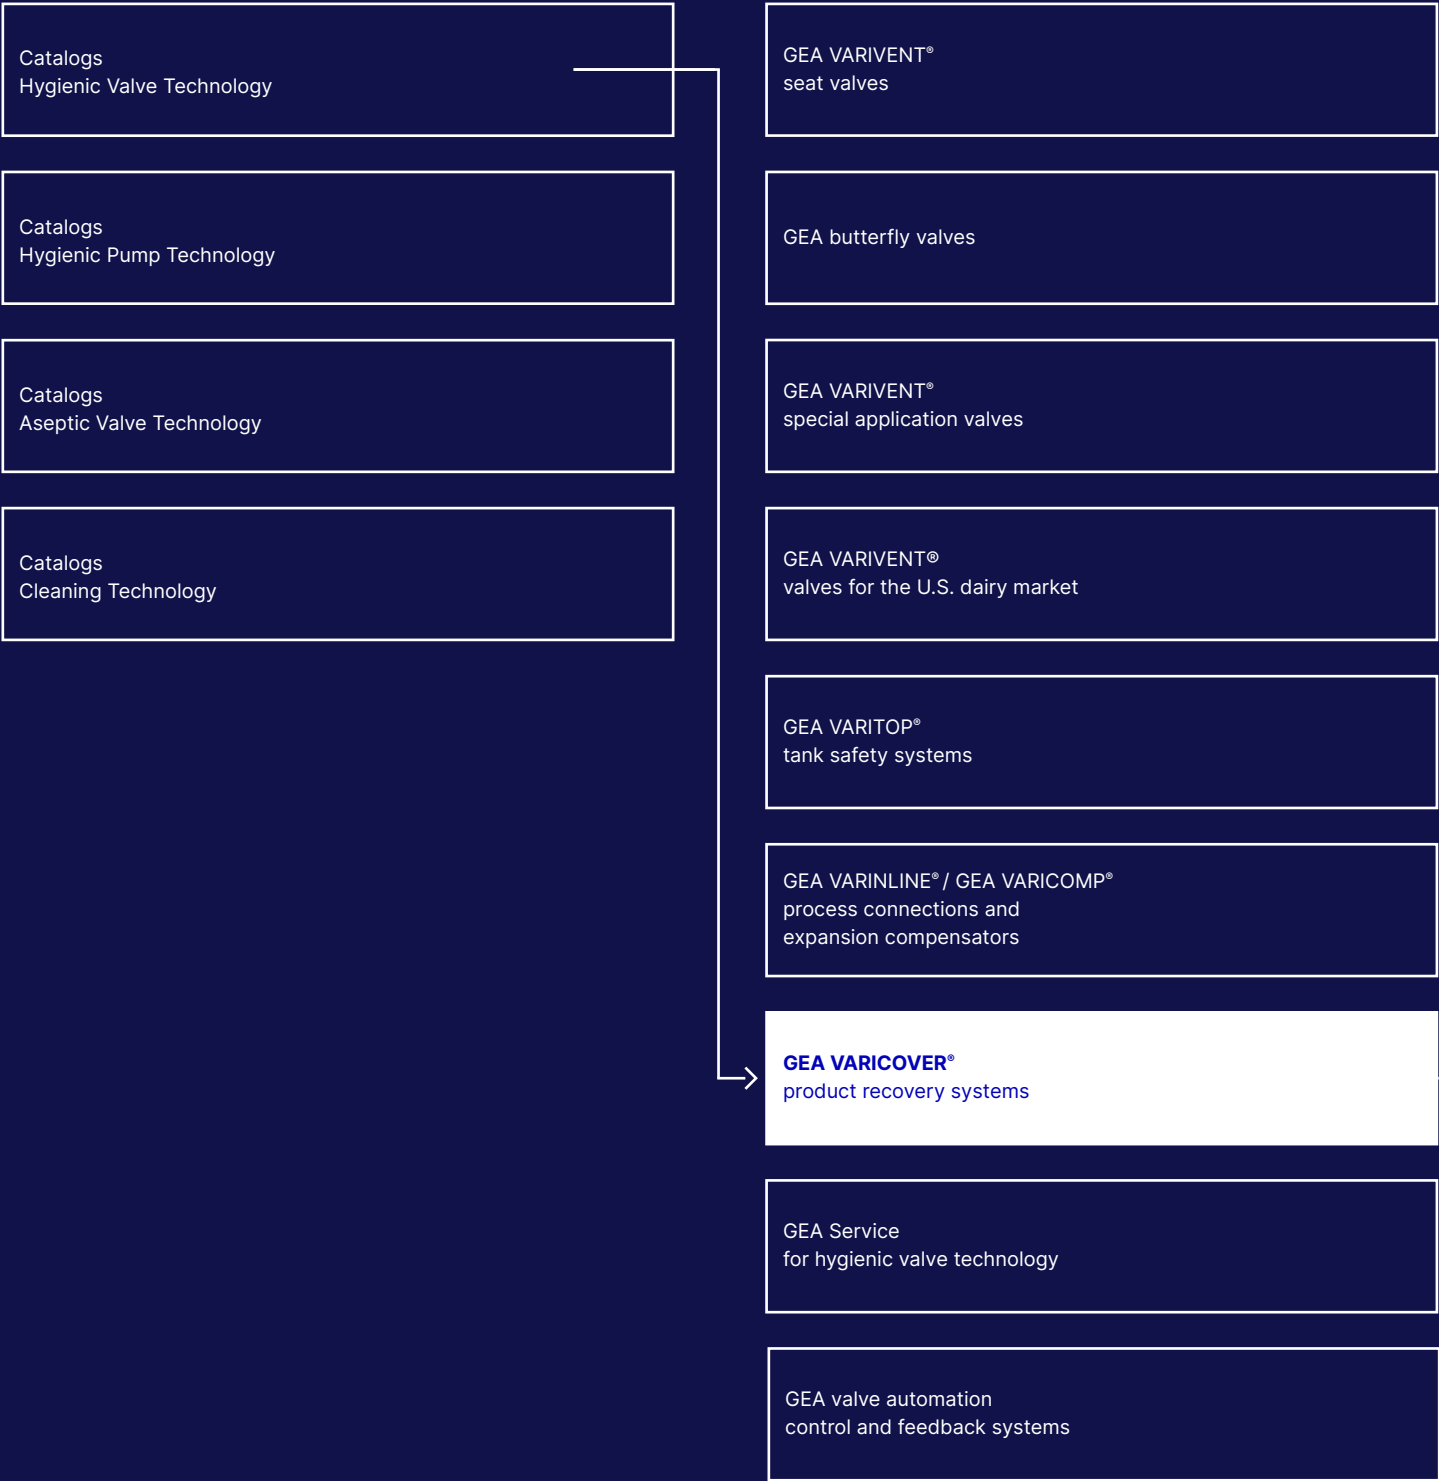 Catalogs
Hygienic Valve Technology
Catalogs
Hygienic Pump Technology
Catalogs
Aseptic Valve Technology
Catalogs
Cleaning Technology
GEA VARIVENT®
seat valves
GEA butterfly valves
GEA VARIVENT®
special application valves
GEA VARIVENT®
valves for the U.S. dairy market
GEA VARITOP®
tank safety systems
GEA VARINLINE® / GEA VARICOMP®
process connections and
expansion compensators
GEA VARICOVER®
product recovery systems
GEA Service
for hygienic valve technology
GEA valve automation
control and feedback systems